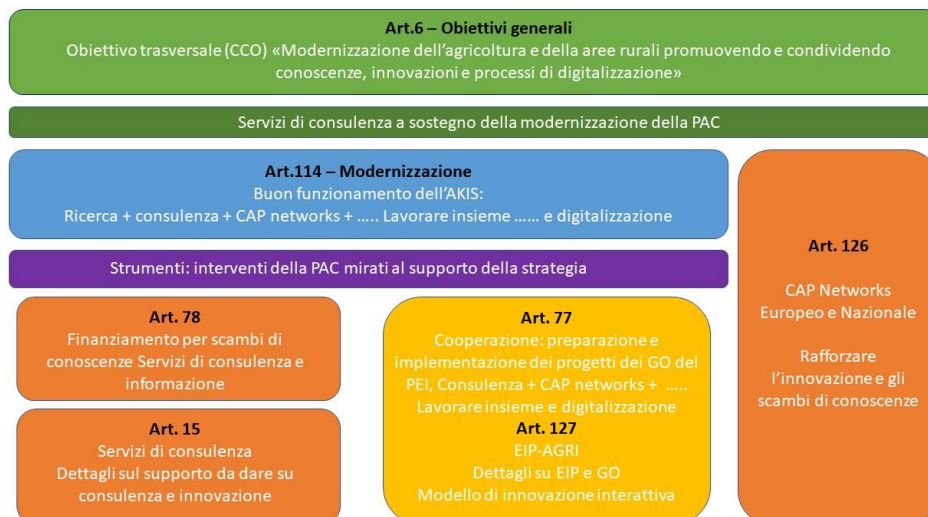 Art.6 – Obiettivi generali
Obiettivo trasversale (CCO) «Modernizzazione dell'agricoltura e della aree rurali promuovendo e condividendo
conoscenze, innovazioni e processi di digitalizzazione»
Servizi di consulenza a sostegno della modernizzazione della PAC
Art.114 – Modernizzazione
Buon funzionamento dell'AKIS:
Ricerca + consulenza + CAP networks + ….. Lavorare insieme …… e digitalizzazione
Strumenti: interventi della PAC mirati al supporto della strategia
Art. 78
Finanziamento per scambi di
conoscenze Servizi di consulenza e
informazione
Art. 15
Servizi di consulenza
Dettagli sul supporto da dare su
consulenza e innovazione
Art. 77
Cooperazione: preparazione e
implementazione dei progetti dei GO del
PEI, Consulenza + CAP networks + …..
Lavorare insieme e digitalizzazione
Art. 127
EIP-AGRI
Dettagli su EIP e GO
Modello di innovazione interattiva
Art. 126
CAP Networks
Europeo e Nazionale
Rafforzare
l'innovazione e gli
scambi di conoscenze